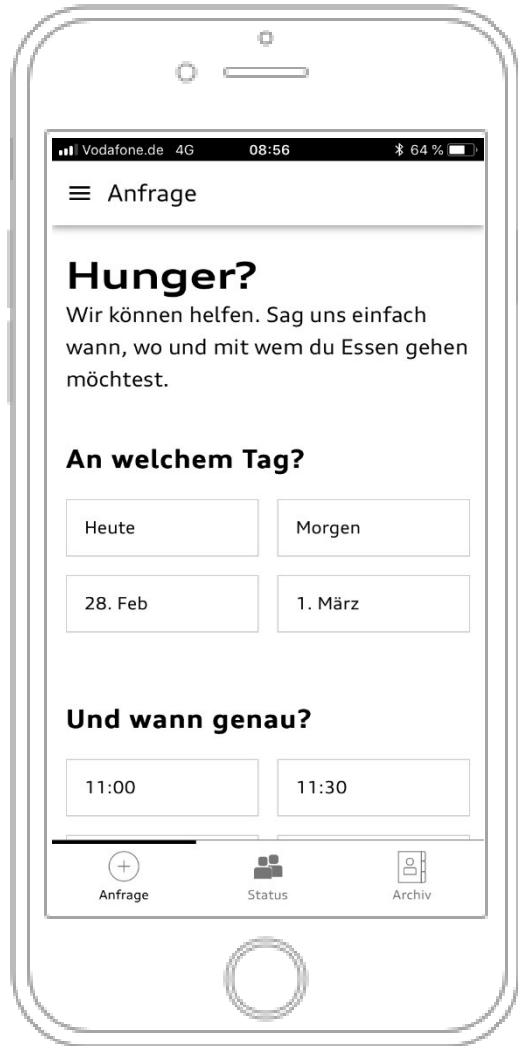 Vodafone.de 4G 08:56 64 %
Anfrage
Hunger?
Wir können helfen. Sag uns einfach
wann, wo und mit wem du Essen gehen
möchtest.
An welchem Tag?
Heute Morgen
28. Feb 1. März
Und wann genau?
11:00 11:30
Anfrage Status Archiv